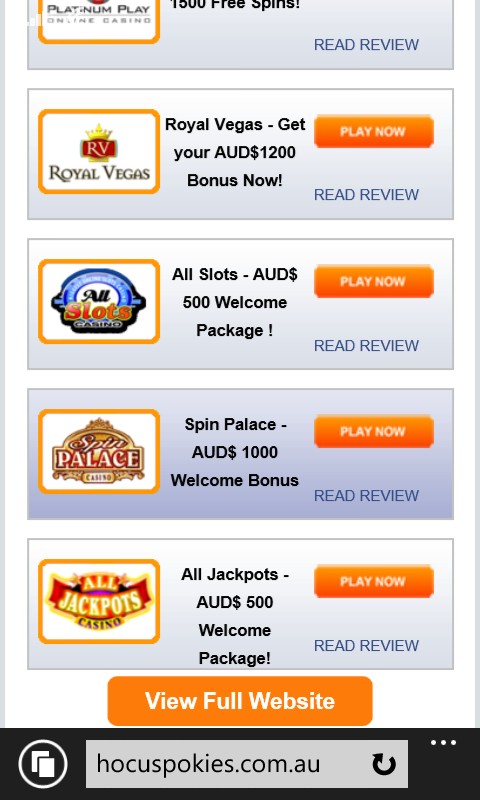 PLATINUM PLAY
ONLINE CASINO
1500 Free Spins!
READ REVIEW
RV
ROYAL VEGAS
Royal Vegas - Get
your AUD$1200
Bonus Now!
PLAY NOW
READ REVIEW
All
Slots
CASINO
All Slots - AUD$
500 Welcome
Package !
PLAY NOW
READ REVIEW
Spin
PALACE
CASINO
Spin Palace -
AUD$ 1000
Welcome Bonus
PLAY NOW
READ REVIEW
ALL
JACKPOTS
CASINO
All Jackpots -
AUD$ 500
Welcome
Package!
PLAY NOW
READ REVIEW
View Full Website
hocuspokies.com.au